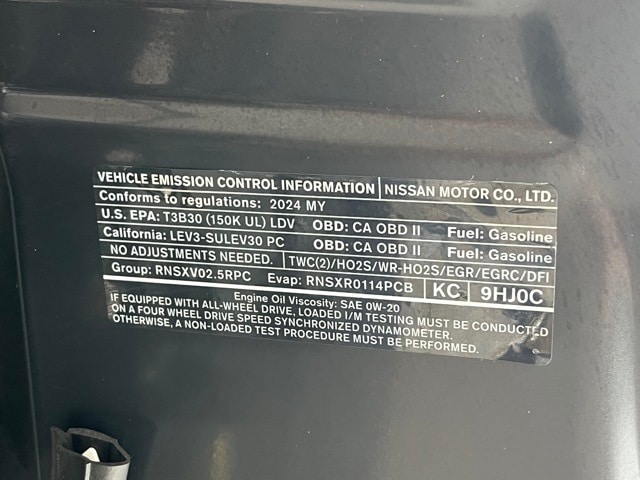 VEHICLE EMISSION CONTROL INFORMATION NISSAN MOTOR CO., LTD.
Conforms to regulations: 2024 MY
U.S. EPA: T3B30 (150K UL) LDV OBD: CA OBD II Fuel: Gasoline
California: LEV3-SULEV30 PC OBD: CA OBD II Fuel: Gasoline
NO ADJUSTMENTS NEEDED. TWC(2)/HO2S/WR-HO2S/EGR/EGRC/DFI
Group: RNSXV02.5RPC Evap: RNSXR0114PCB KC 9HJ0C
Engine Oil Viscosity: SAE 0W-20
IF EQUIPPED WITH ALL-WHEEL DRIVE, LOADED I/M TESTING MUST BE CONDUCTED
ON A FOUR WHEEL DRIVE SPEED SYNCHRONIZED DYNAMOMETER.
OTHERWISE, A NON-LOADED TEST PROCEDURE MUST BE PERFORMED.